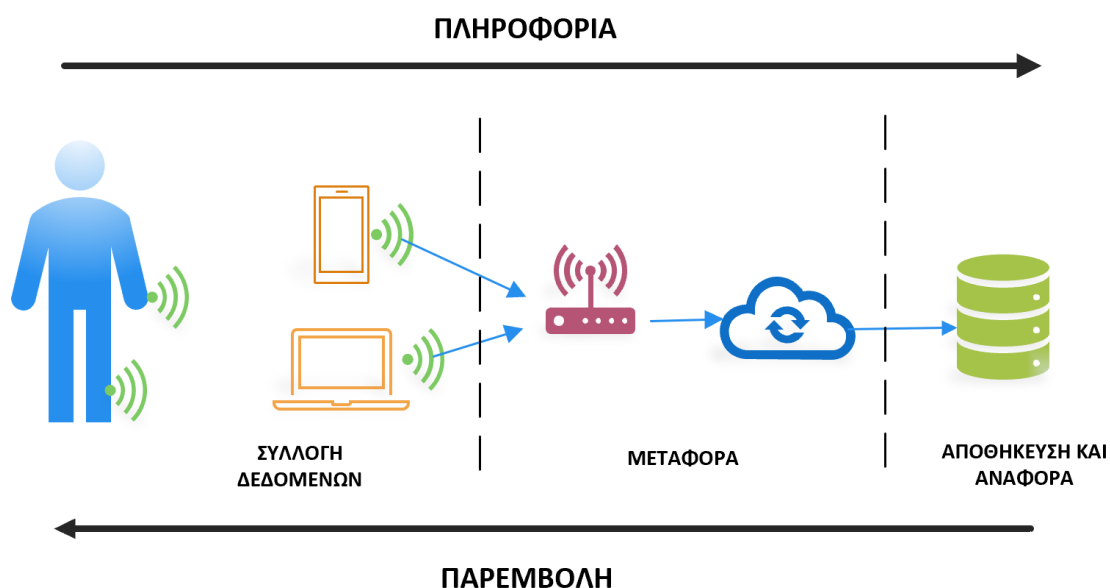 ΠΛΗΡΟΦΟΡΙΑ
ΣΥΛΛΟΓΗ
ΔΕΔΟΜΕΝΩΝ
ΜΕΤΑΦΟΡΑ
ΑΠΟΘΗΚΕΥΣΗ ΚΑΙ
ΑΝΑΦΟΡΑ
ΠΑΡΕΜΒΟΛΗ